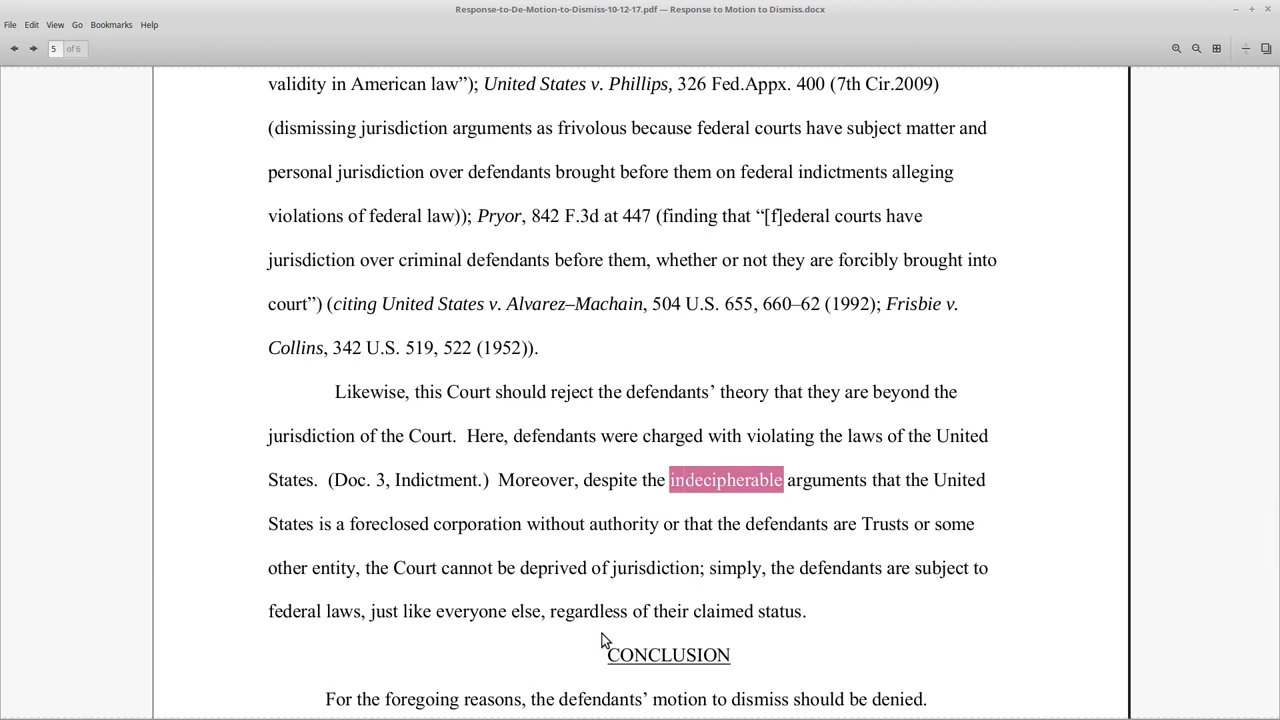 Response-to-De-Motion-to-Dismiss-10-12-17.pdf — Response to Motion to Dismiss.docx
File Edit View Go Bookmarks Help
5 of 6
validity in American law”); United States v. Phillips, 326 Fed.Appx. 400 (7th Cir.2009)
(dismissing jurisdiction arguments as frivolous because federal courts have subject matter and
personal jurisdiction over defendants brought before them on federal indictments alleging
violations of federal law)); Pryor, 842 F.3d at 447 (finding that “[f]ederal courts have
jurisdiction over criminal defendants before them, whether or not they are forcibly brought into
court”) (citing United States v. Alvarez–Machain, 504 U.S. 655, 660–62 (1992); Frisbie v.
Collins, 342 U.S. 519, 522 (1952)).
Likewise, this Court should reject the defendants’ theory that they are beyond the
jurisdiction of the Court.  Here, defendants were charged with violating the laws of the United
States.  (Doc. 3, Indictment.)  Moreover, despite the indecipherable arguments that the United
States is a foreclosed corporation without authority or that the defendants are Trusts or some
other entity, the Court cannot be deprived of jurisdiction; simply, the defendants are subject to
federal laws, just like everyone else, regardless of their claimed status.
CONCLUSION
For the foregoing reasons, the defendants’ motion to dismiss should be denied.